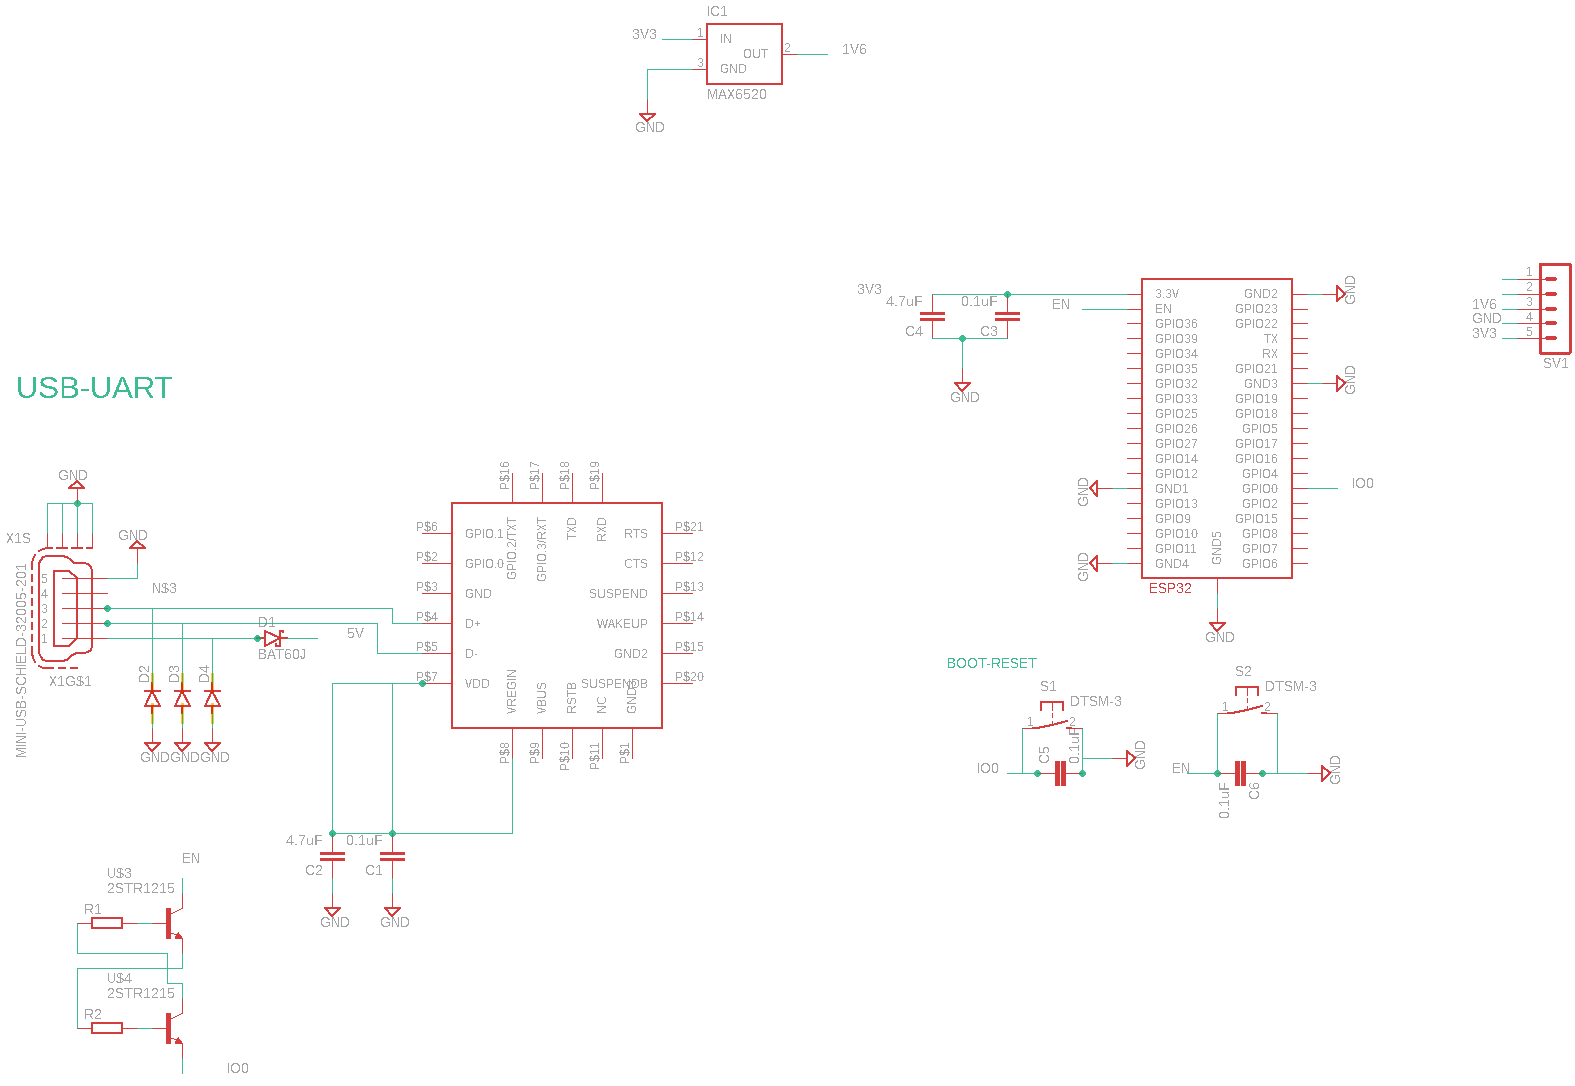 IC1
3V3
1
IN
OUT
2
1V6
3
GND
MAX6520
GND
3V3
4.7uF
C4
0.1uF
C3
GND
EN
3.3V
EN
GPIO36
GPIO39
GPIO34
GPIO35
GPIO32
GPIO33
GPIO25
GPIO26
GPIO27
GPIO14
GPIO12
GND1
GPIO13
GPIO9
GPIO10
GPIO11
GND4
GND2
GPIO23
GPIO22
TX
RX
GPIO21
GND3
GPIO19
GPIO18
GPIO5
GPIO17
GPIO16
GPIO4
GPIO0
GPIO2
GPIO15
GPIO8
GPIO7
GPIO6
GND5
ESP32
GND
GND
GND
GND
GND
IO0
1
2
1V6
3
GND
4
3V3
5
SV1
USB-UART
GND
X1S
GND
5
4
3
2
1
N$3
MINI-USB-SCHIELD-32005-201
X1G$1
D1
BAT60J
5V
D2
D3
D4
GND
GND
GND
P$16
P$17
P$18
P$19
GPIO.2/TXT
GPIO.3/RXT
TXD
RXD
P$6
GPIO.1
P$2
GPIO.0
P$3
GND
P$4
D+
P$5
D-
P$7
VDD
RTS
P$21
CTS
P$12
SUSPEND
P$13
WAKEUP
P$14
GND2
P$15
SUSPENDB
P$20
VREGIN
VBUS
RSTB
NC
P$8
P$9
P$10
P$11
P$1
4.7uF
C2
GND
0.1uF
C1
GND
EN
U$3
2STR1215
R1
U$4
2STR1215
R2
IO0
BOOT-RESET
S1
DTSM-3
1
2
C5
0.1uF
IO0
GND
S2
DTSM-3
1
2
EN
0.1uF
C6
GND